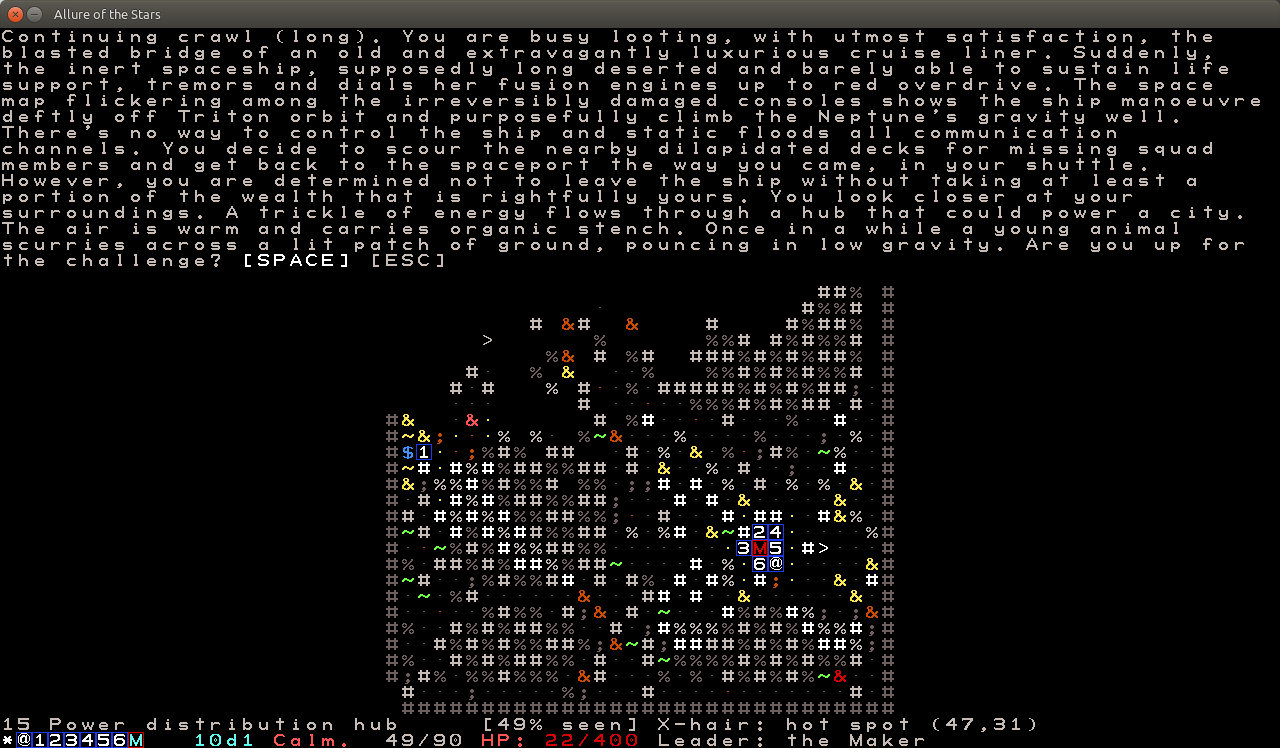 Allure of the Stars
Continuing crawl (long). You are busy looting, with utmost satisfaction, the
blasted bridge of an old and extravagantly luxurious cruise liner. Suddenly,
the inert spaceship, supposedly long deserted and barely able to sustain life
support, tremors and dials her fusion engines up to red overdrive. The space
map flickering among the irreversibly damaged consoles shows the ship manoeuvre
deftly off Triton orbit and purposefully climb the Neptune's gravity well.
There's no way to control the ship and static floods all communication
channels. You decide to scour the nearby dilapidated decks for missing squad
members and get back to the spaceport the way you came, in your shuttle.
However, you are determined not to leave the ship without taking at least a
portion of the wealth that is rightfully yours. You look closer at your
surroundings. A trickle of energy flows through a hub that could power a city.
The air is warm and carries organic stench. Once in a while a young animal
scurries across a lit patch of ground, pouncing in low gravity. Are you up for
the challenge? [SPACE] [ESC]
15 Power distribution hub [49% seen] X-hair: hot spot (47,31)
*@123456M 10d1 Calm. 49/90 HP: 22/400 Leader: the Maker